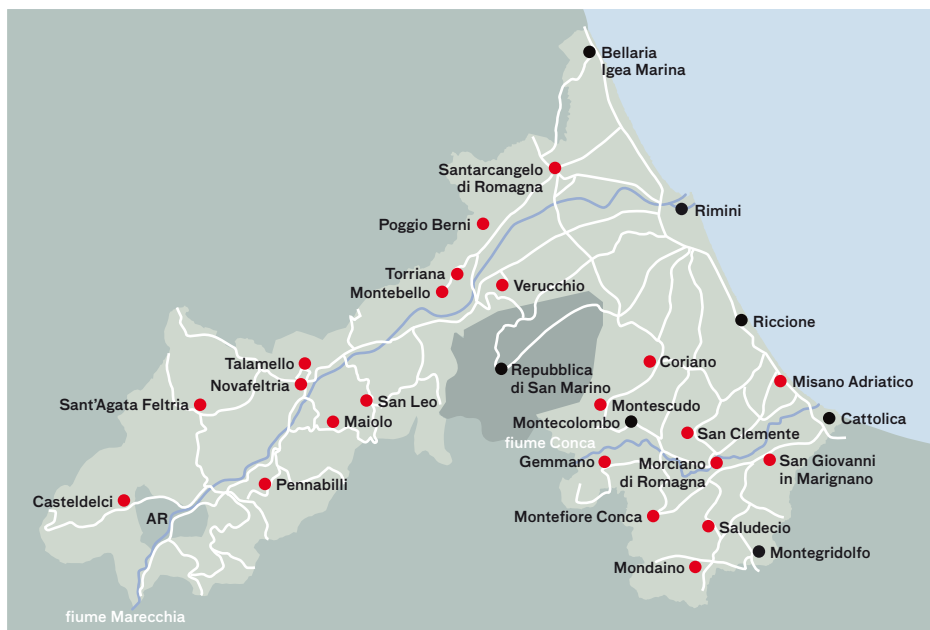 Bellaria
Igea Marina
Santarcangelo
di Romagna
Rimini
Poggio Berni
Torriana
Montebello
Verucchio
Riccione
Talamello
Novafeltria
Repubblica
di San Marino
Coriano
Misano Adriatico
Sant'Agata Feltria
San Leo
Maiolo
Montescudo
Montecolombo
Cattolica
fiume Conca
San Clemente
Gemmano
Morciano
di Romagna
San Giovanni
in Marignano
Pennabilli
Casteldelci
AR
Montefiore Conca
Saludecio
Montegridolfo
Mondaino
fiume Marecchia